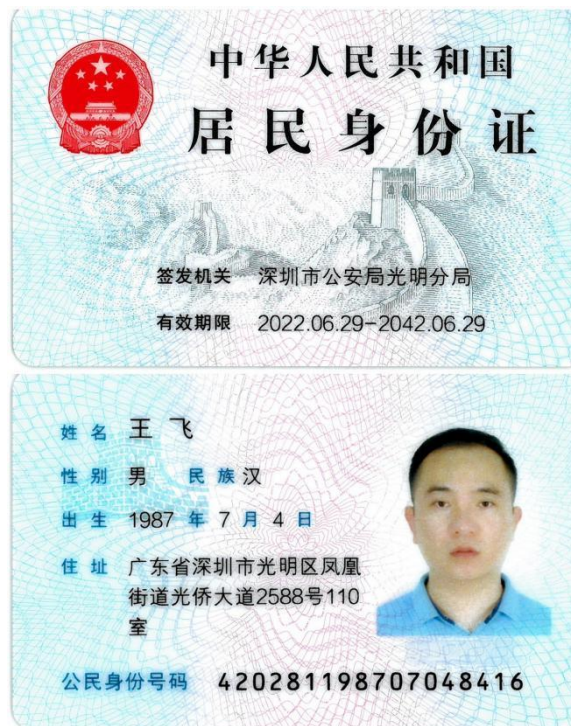 中华人民共和国
居民身份证
签发机关 深圳市公安局光明分局
有效期限 2022.06.29-2042.06.29
姓名 王飞
性别 男 民族 汉
出生 1987 年 7 月 4 日
住址 广东省深圳市光明区凤凰
街道光侨大道2588号110
室
公民身份号码 420281198707048416